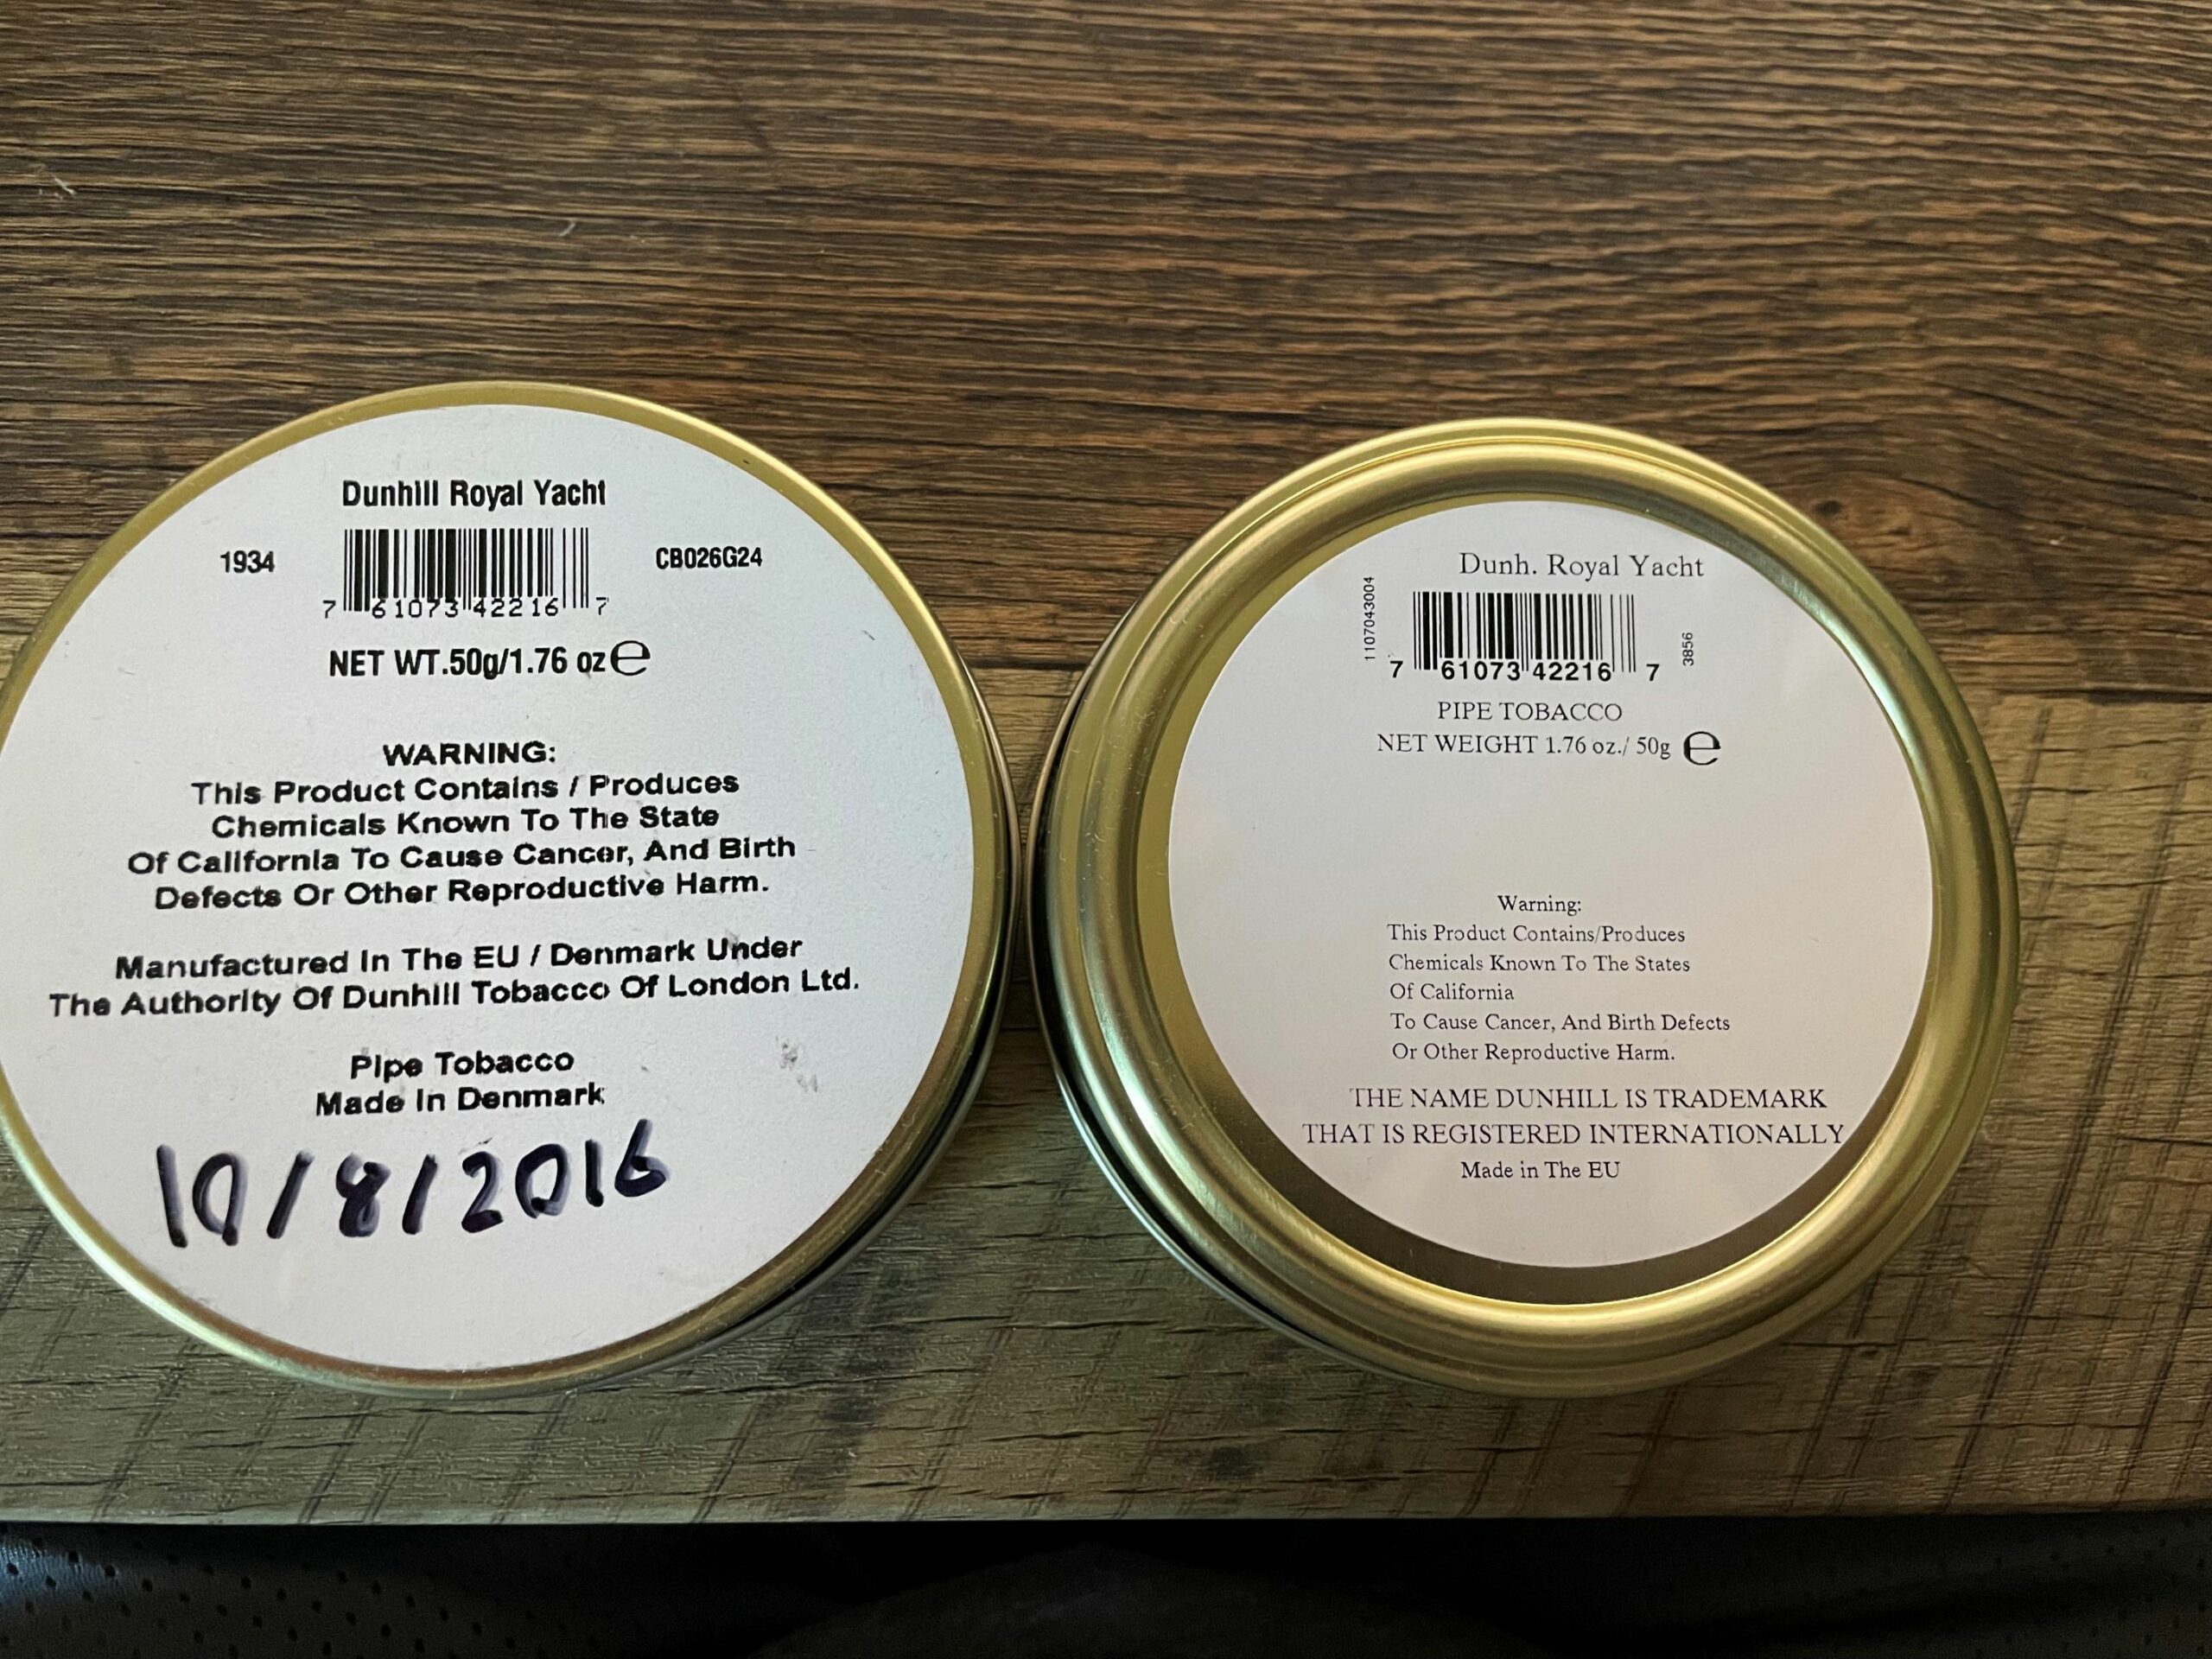 Dunhill Royal Yacht
1934
CB026G24
7 61073 42216 7
NET WT.50g/1.76 oz e
WARNING:
This Product Contains / Produces
Chemicals Known To The State
Of California To Cause Cancer, And Birth
Defects Or Other Reproductive Harm.
Manufactured In The EU / Denmark Under
The Authority Of Dunhill Tobacco Of London Ltd.
Pipe Tobacco
Made In Denmark
10/8/2016
Dunh. Royal Yacht
1107043004
3856
7 61073 42216 7
PIPE TOBACCO
NET WEIGHT 1.76 oz./ 50g e
Warning:
This Product Contains/Produces
Chemicals Known To The States
Of California
To Cause Cancer, And Birth Defects
Or Other Reproductive Harm.
THE NAME DUNHILL IS TRADEMARK
THAT IS REGISTERED INTERNATIONALLY
Made in The EU